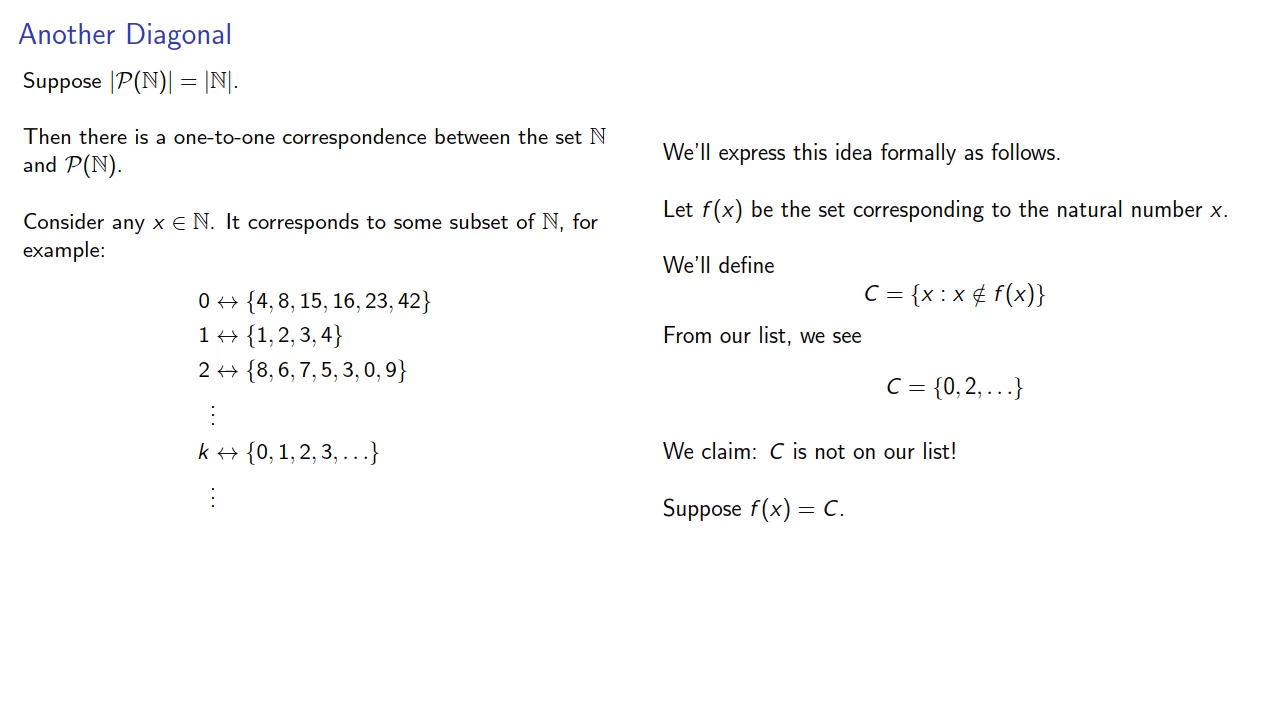 Another Diagonal
Suppose |𝒫(ℕ)| = |ℕ|.
Then there is a one-to-one correspondence between the set ℕ
and 𝒫(ℕ).
Consider any x ∈ ℕ. It corresponds to some subset of ℕ, for
example:
0 ↔ {4, 8, 15, 16, 23, 42}
1 ↔ {1, 2, 3, 4}
2 ↔ {8, 6, 7, 5, 3, 0, 9}
⋮
k ↔ {0, 1, 2, 3, . . .}
⋮
We'll express this idea formally as follows.
Let f(x) be the set corresponding to the natural number x.
We'll define
C = {x : x ∉ f(x)}
From our list, we see
C = {0, 2, . . .}
We claim: C is not on our list!
Suppose f(x) = C.